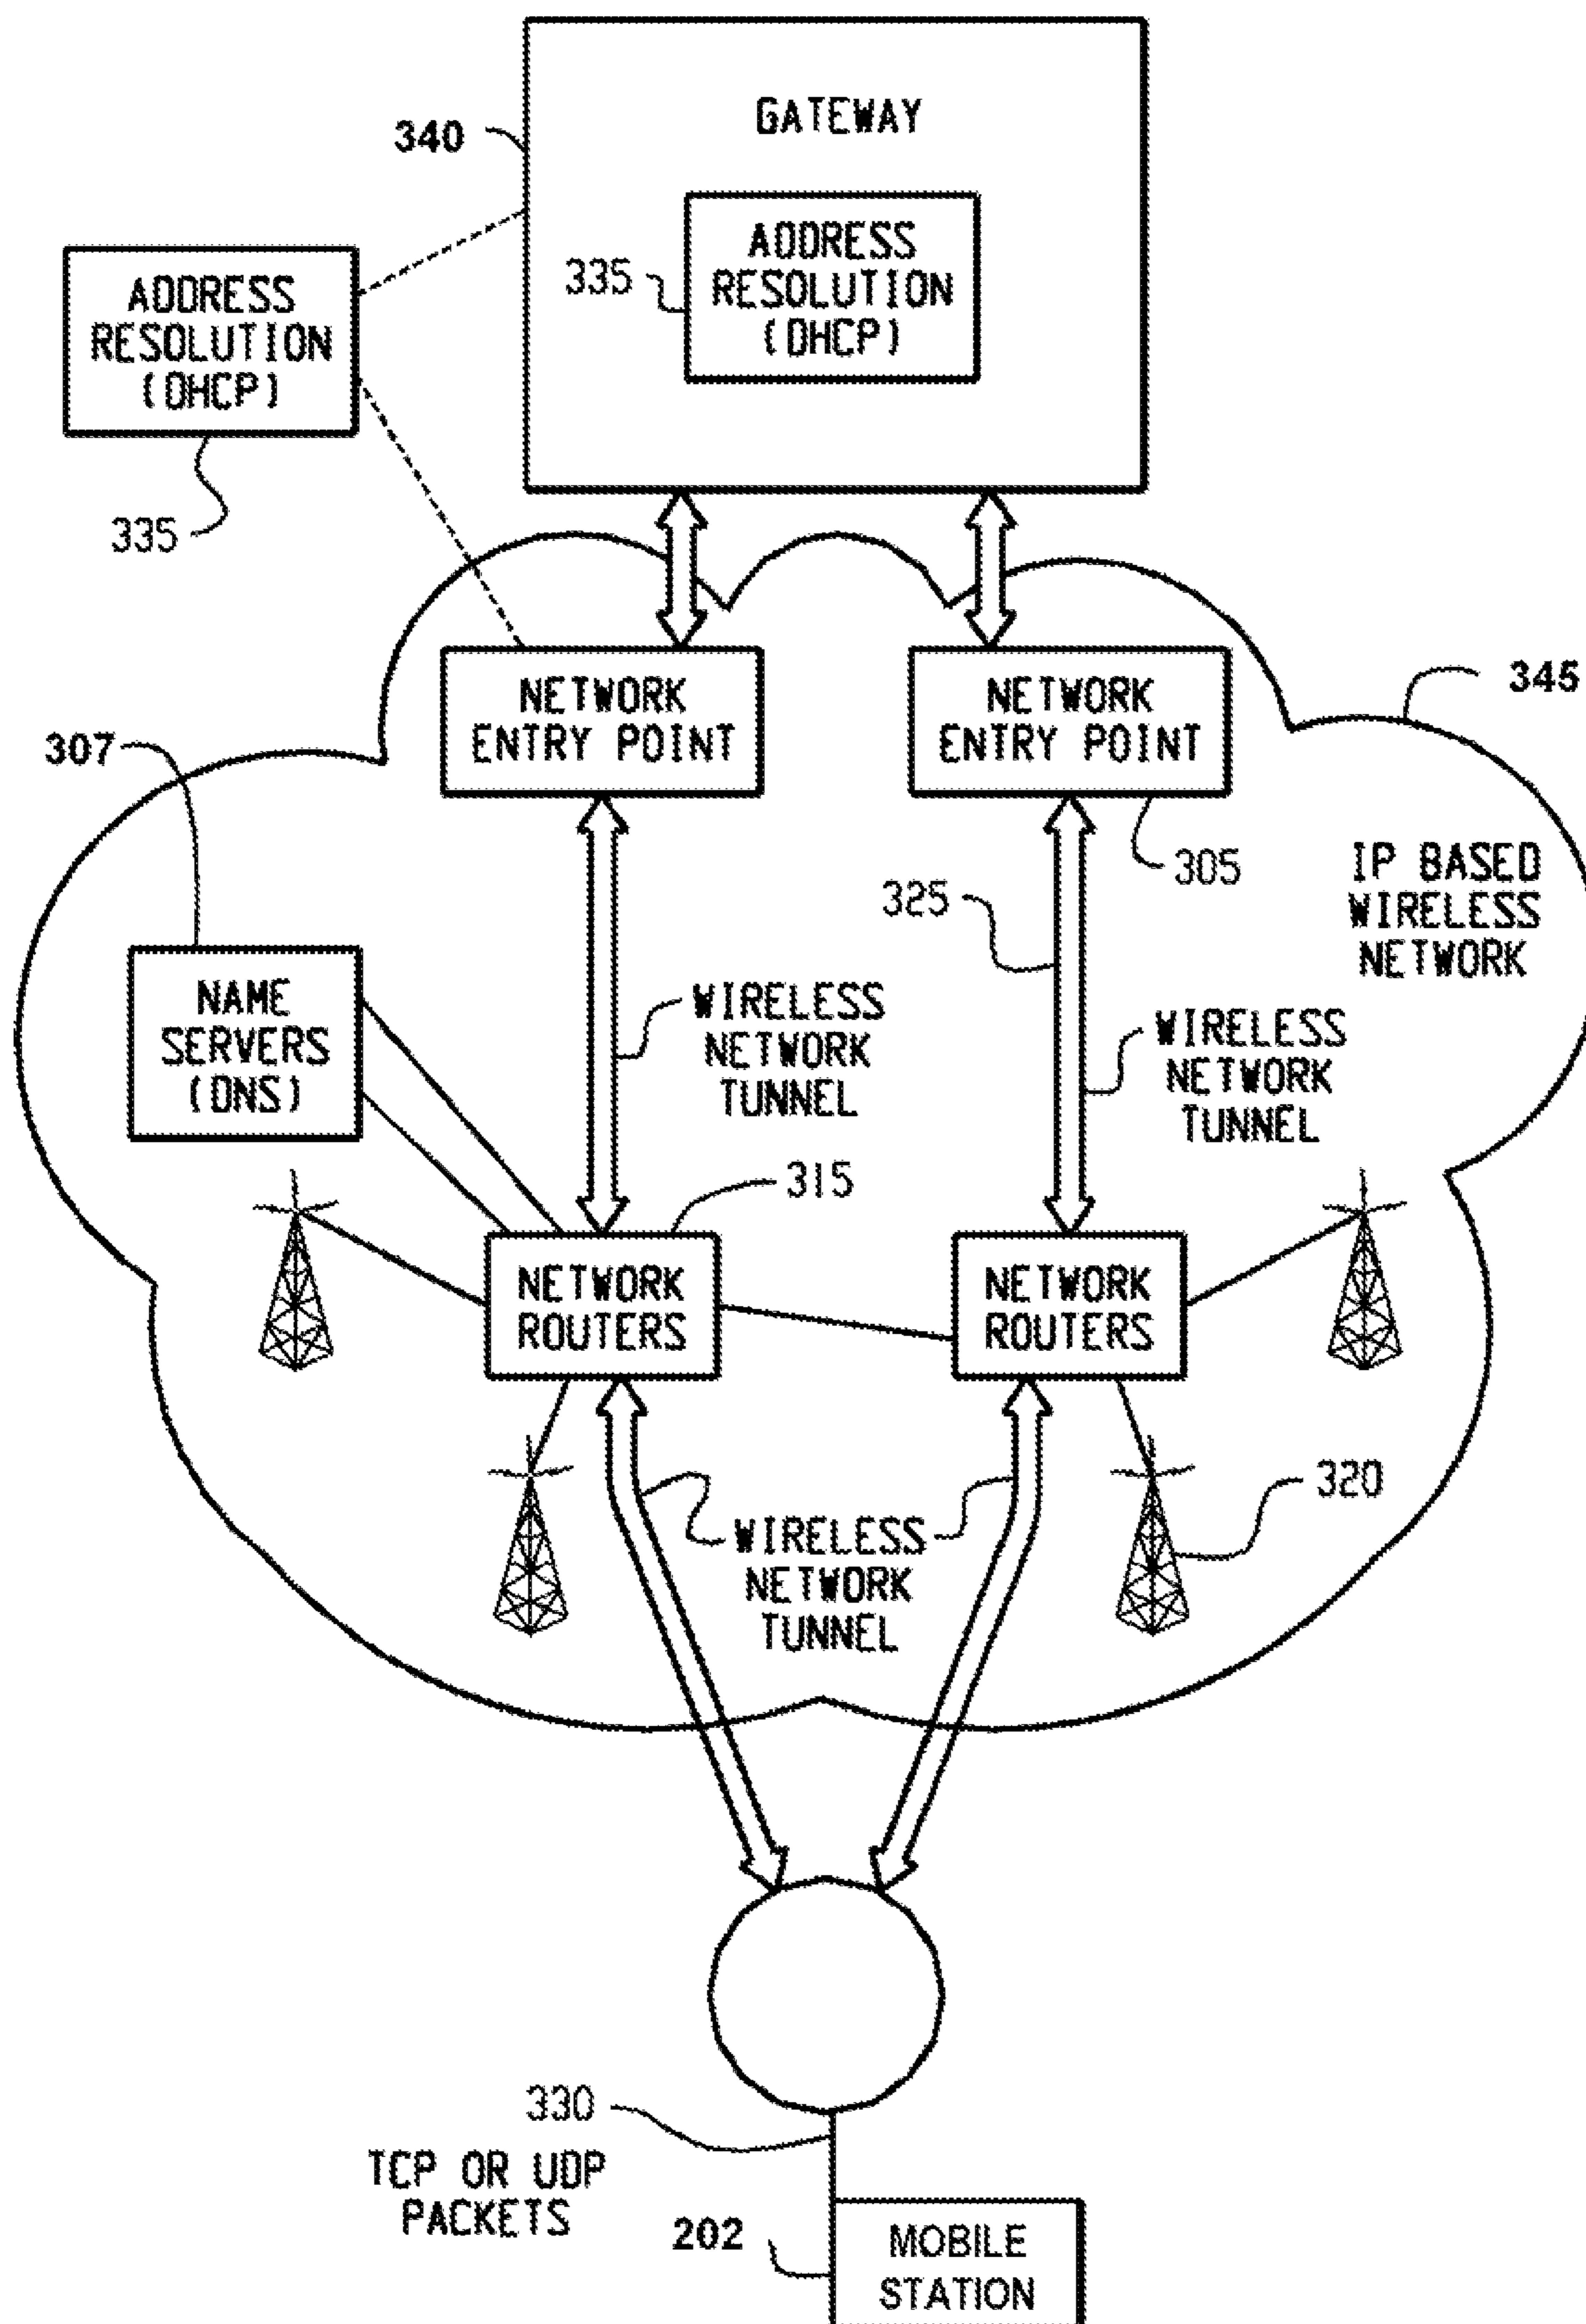 GATEWAY
340
ADDRESS
RESOLUTION
(DHCP)
335
ADDRESS
RESOLUTION
(DHCP)
335
NETWORK
ENTRY POINT
NETWORK
ENTRY POINT
345
307
305
325
IP BASED
WIRELESS
NETWORK
NAME
SERVERS
(DNS)
WIRELESS
NETWORK
TUNNEL
WIRELESS
NETWORK
TUNNEL
315
NETWORK
ROUTERS
NETWORK
ROUTERS
320
WIRELESS
NETWORK
TUNNEL
330
TCP OR UDP
PACKETS
202
MOBILE
STATION